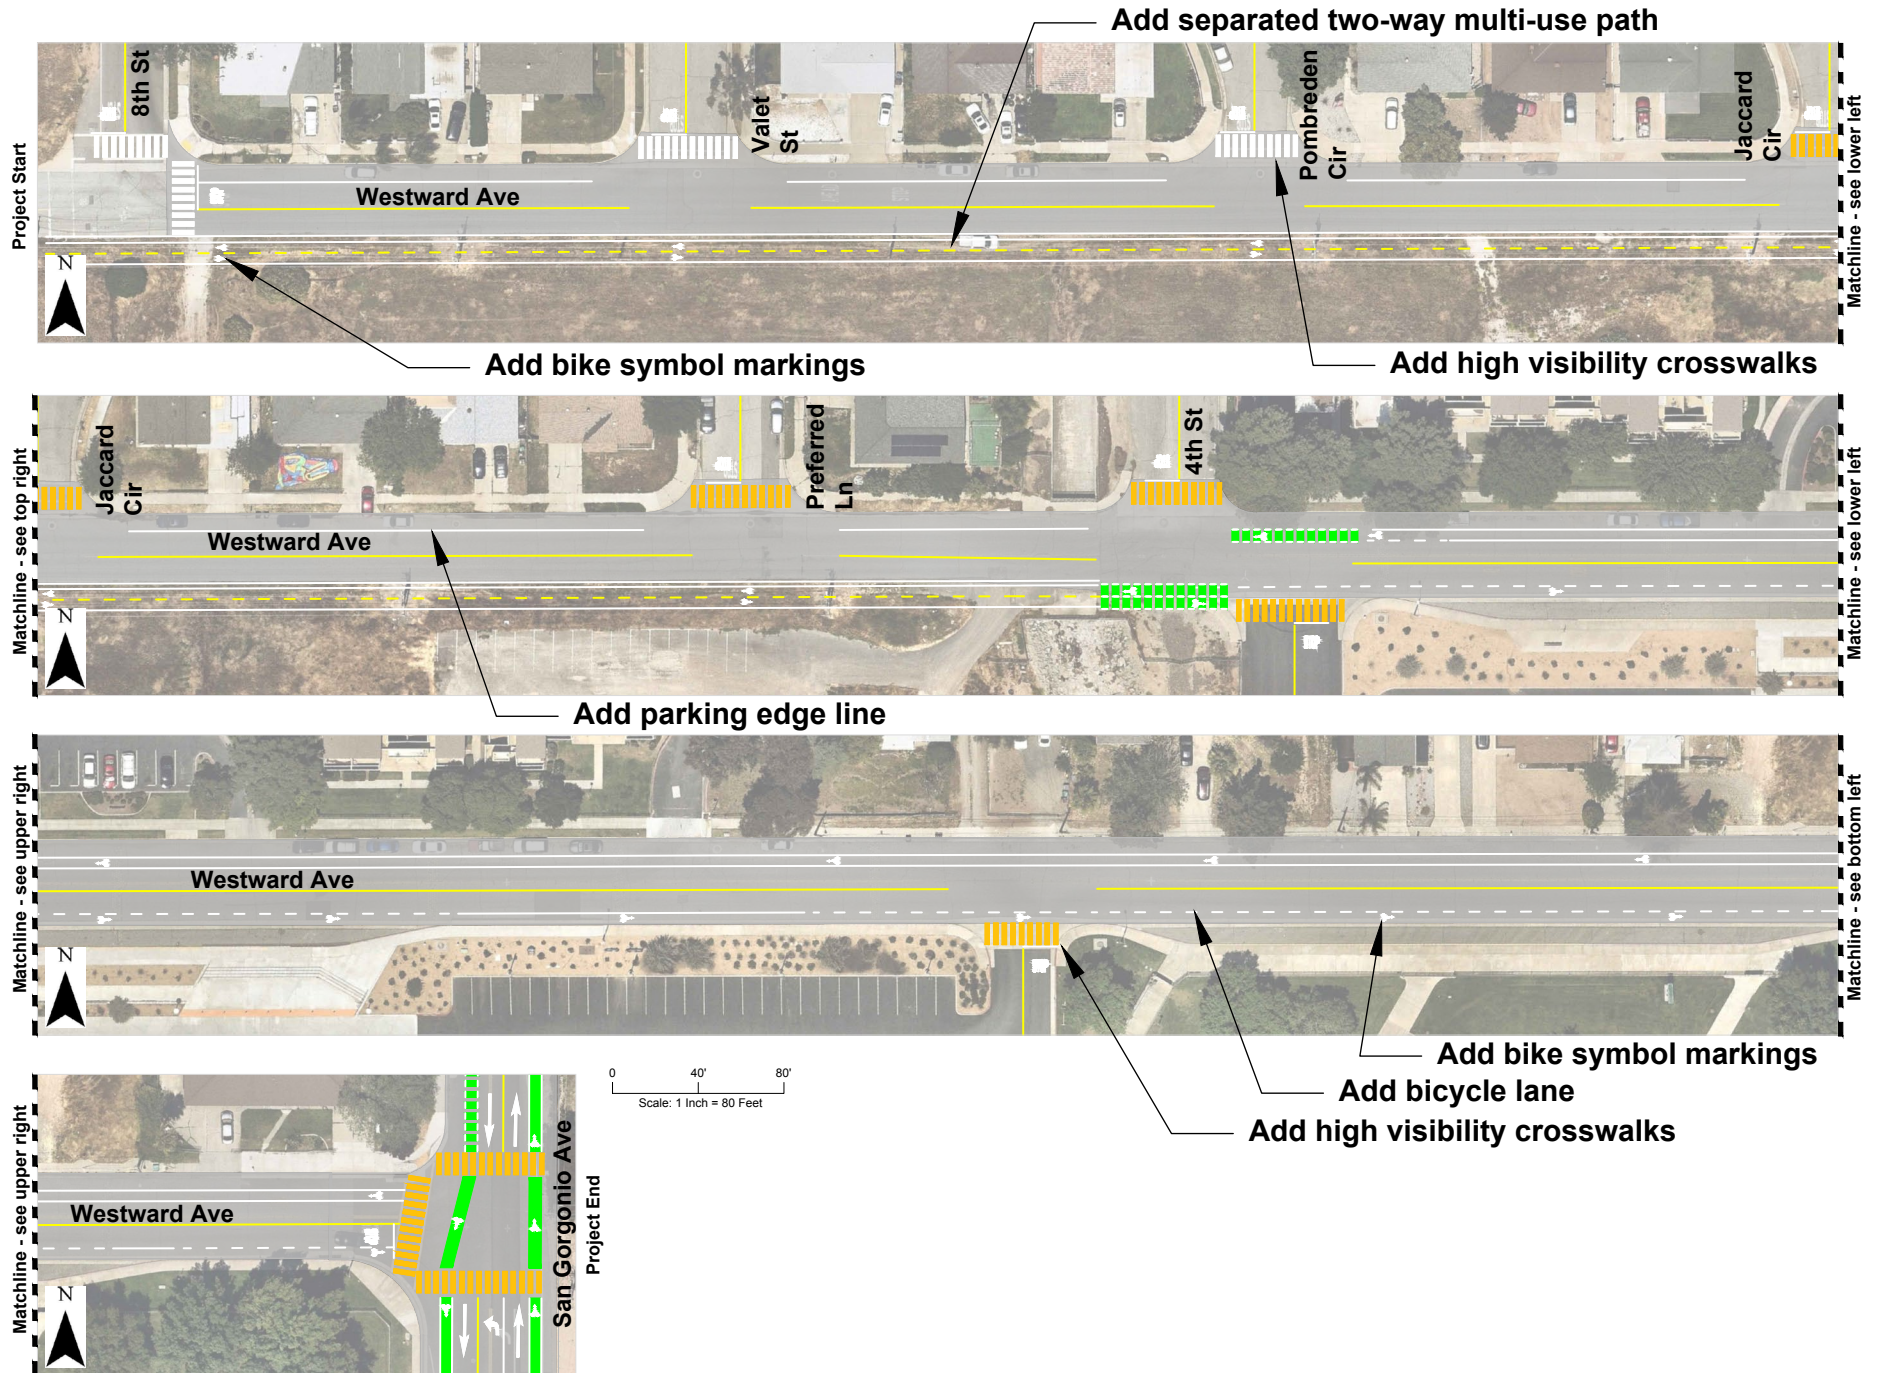 Add separated two-way multi-use path
8th St
Valet
St
Pombreden
Cir
Jaccard
Cir
Project Start
Westward Ave
Matchline - see lower left
N
Add bike symbol markings
Add high visibility crosswalks
Matchline - see top right
Jaccard
Cir
Preferred
Ln
4th St
Westward Ave
Matchline - see lower left
N
Add parking edge line
Matchline - see upper right
Westward Ave
Matchline - see bottom left
N
Add bike symbol markings
Add bicycle lane
Add high visibility crosswalks
0 40' 80'
Scale: 1 Inch = 80 Feet
Matchline - see upper right
Westward Ave
San Gorgonio Ave
Project End
N